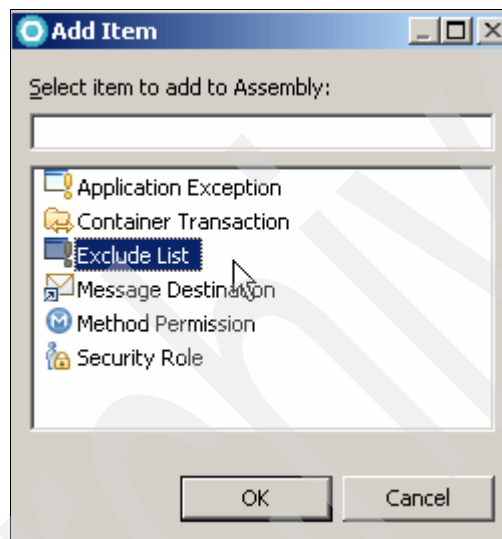 Add Item
Select item to add to Assembly:
Application Exception
Container Transaction
Exclude List
Message Destination
Method Permission
Security Role
OK Cancel